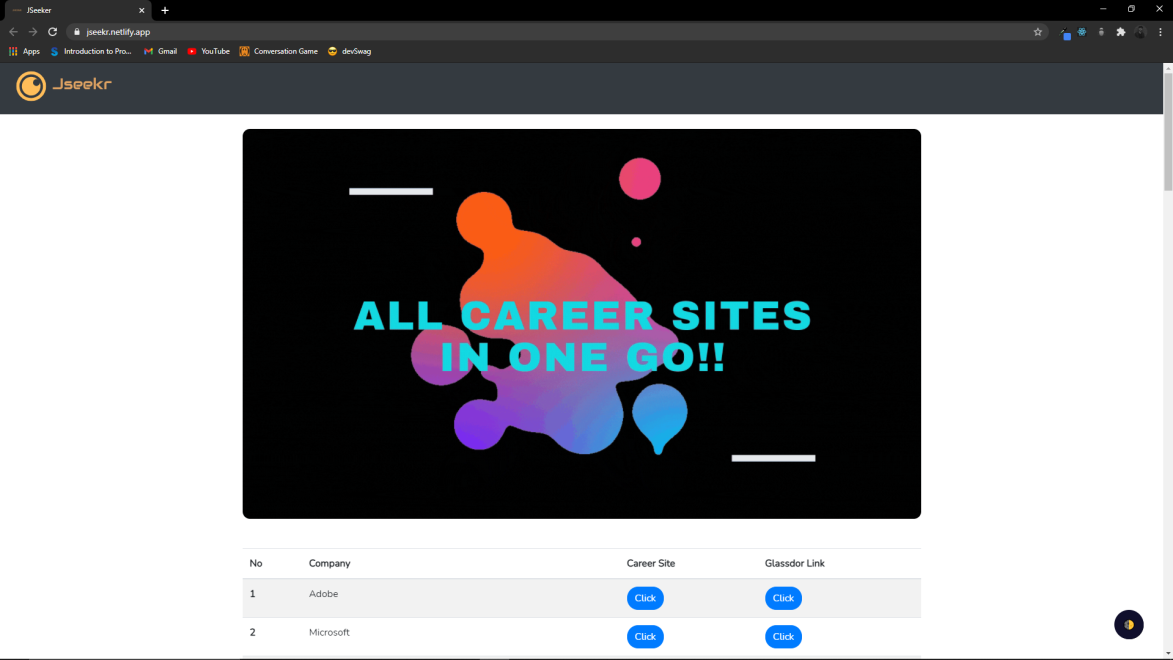 JSeeker
jseekr.netlify.app
Apps Introduction to Pro... Gmail YouTube Conversation Game devSwag
Jseekr
ALL CAREER SITES
IN ONE GO!!
No Company Career Site Glassdor Link
1 Adobe Click Click
2 Microsoft Click Click